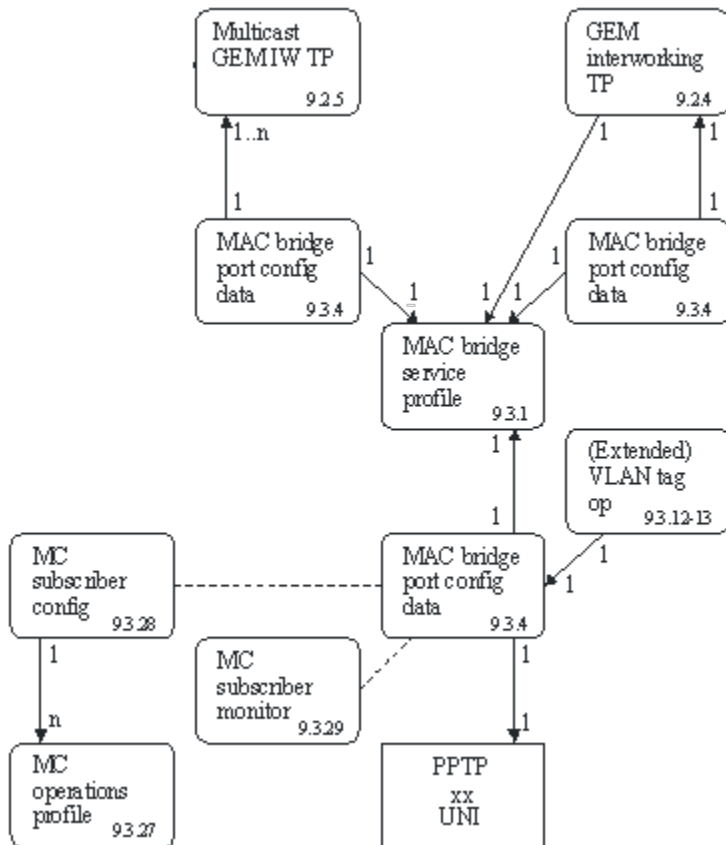 Multicast
GEM IW TP
9.2.5
GEM
interworking
TP
9.2.4
1..n
1
1
1
1
MAC bridge
port config
data
9.3.4
1
1
1
1
1
MAC bridge
port config
data
9.3.4
MAC bridge
service
profile
9.3.1
1
1
(Extended)
VLAN tag
op
9.3.12-13
MC
subscriber
config
9.3.28
MAC bridge
port config
data
9.3.4
1
1
MC
subscriber
monitor
9.3.29
1
n
1
1
MC
operations
profile
9.3.27
PPTP
xx
UNI